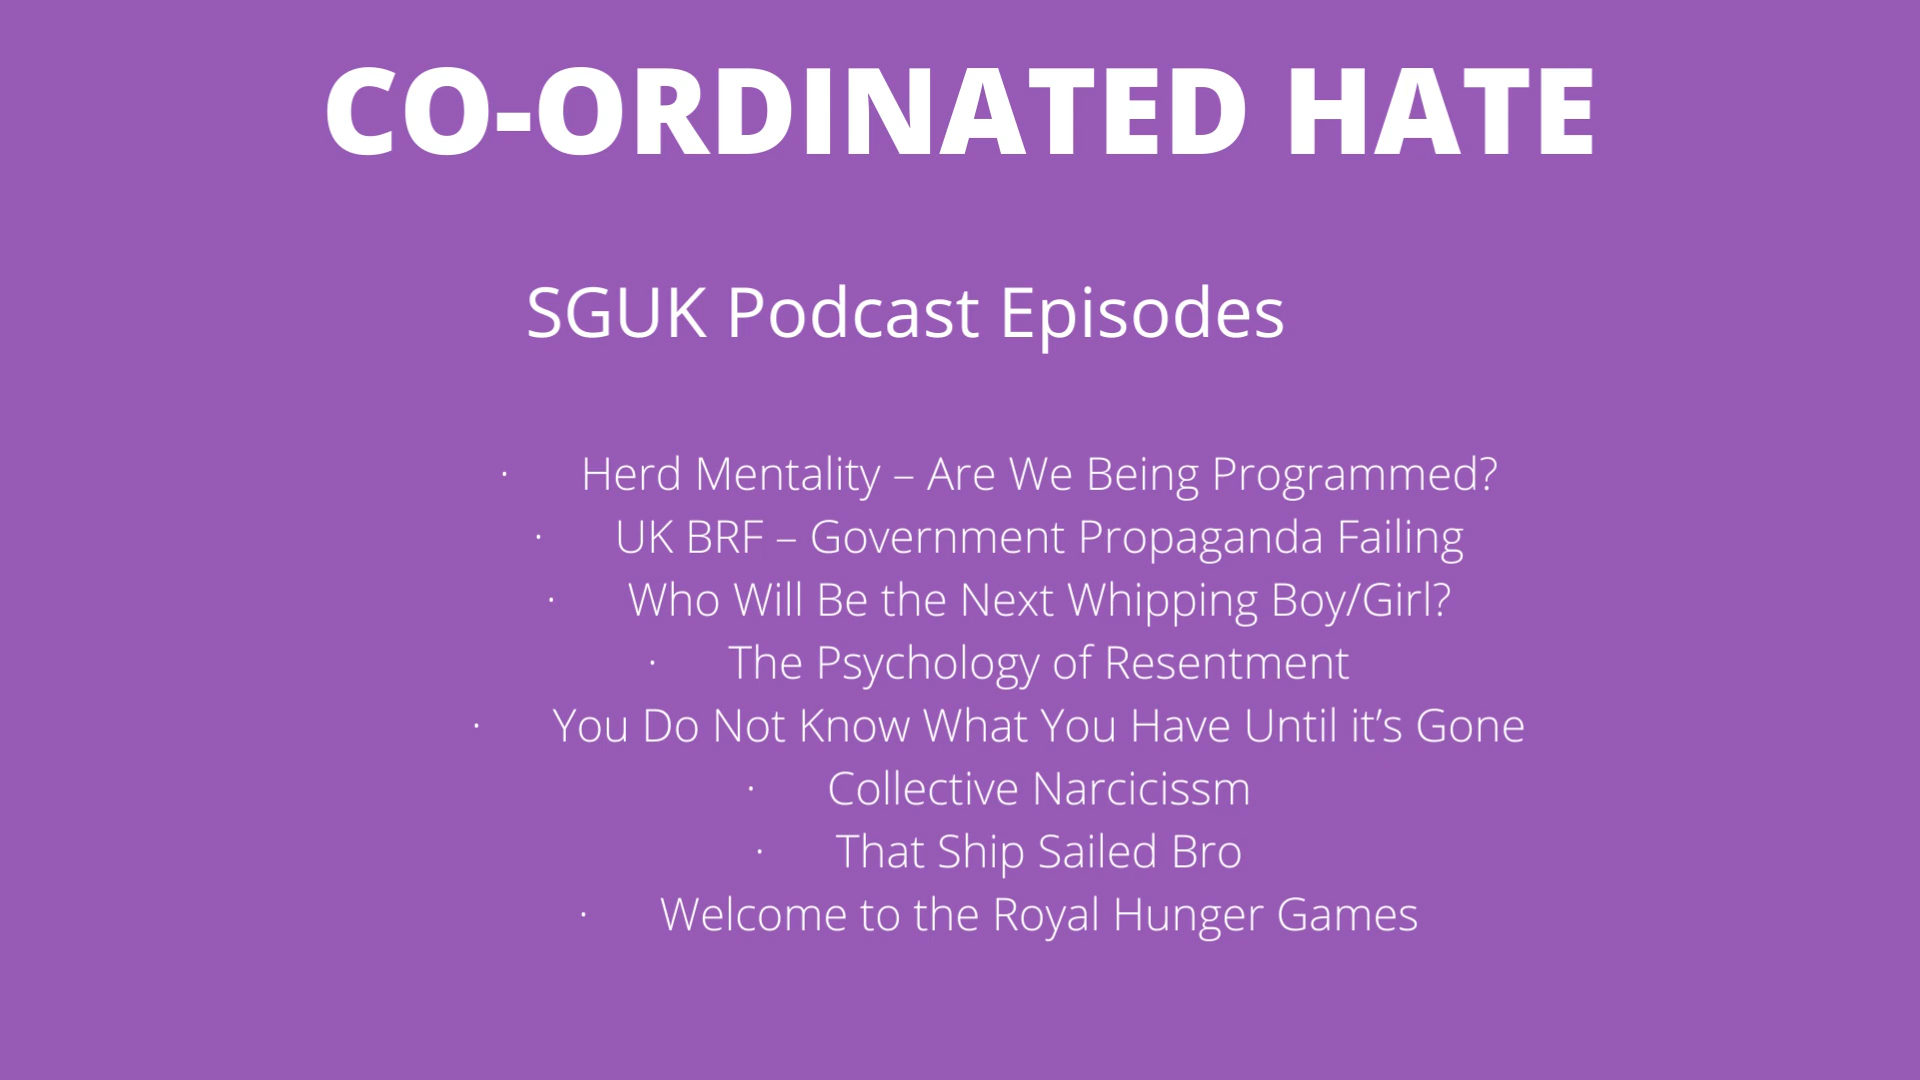 CO-ORDINATED HATE
SGUK Podcast Episodes
· Herd Mentality – Are We Being Programmed?
· UK BRF – Government Propaganda Failing
· Who Will Be the Next Whipping Boy/Girl?
· The Psychology of Resentment
· You Do Not Know What You Have Until it’s Gone
· Collective Narcicissm
· That Ship Sailed Bro
· Welcome to the Royal Hunger Games